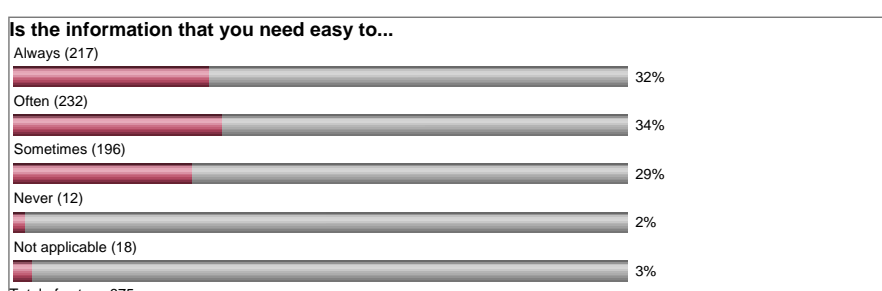 Is the information that you need easy to...
Always (217)
32%
Often (232)
34%
Sometimes (196)
29%
Never (12)
2%
Not applicable (18)
3%